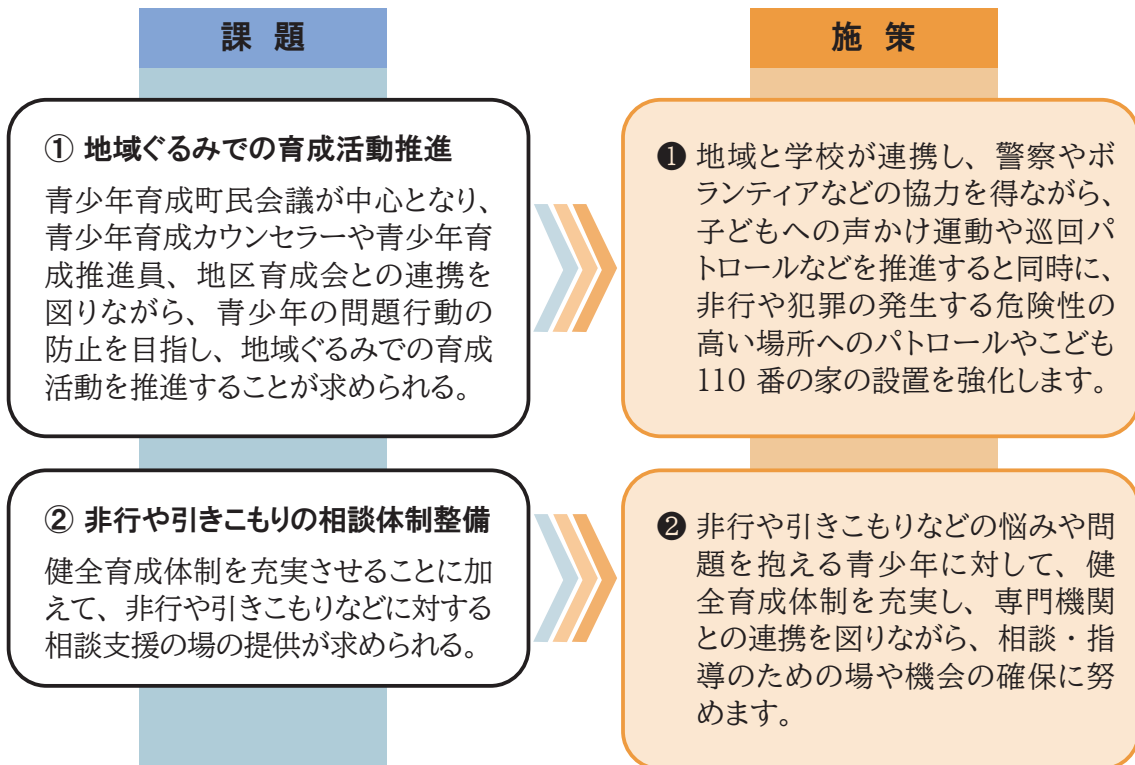 課 題
① 地域ぐるみでの育成活動推進
青少年育成町民会議が中心となり、
青少年育成カウンセラーや青少年育
成推進員、地区育成会との連携を
図りながら、青少年の問題行動の
防止を目指し、地域ぐるみでの育成
活動を推進することが求められる。
② 非行や引きこもりの相談体制整備
健全育成体制を充実させることに加
えて、非行や引きこもりなどに対する
相談支援の場の提供が求められる。
施 策
❶ 地域と学校が連携し、警察やボ
ランティアなどの協力を得ながら、
子どもへの声かけ運動や巡回パ
トロールなどを推進すると同時に、
非行や犯罪の発生する危険性の
高い場所へのパトロールやこども
110 番の家の設置を強化します。
❷ 非行や引きこもりなどの悩みや問
題を抱える青少年に対して、健
全育成体制を充実し、専門機関
との連携を図りながら、相談・指
導のための場や機会の確保に努
めます。